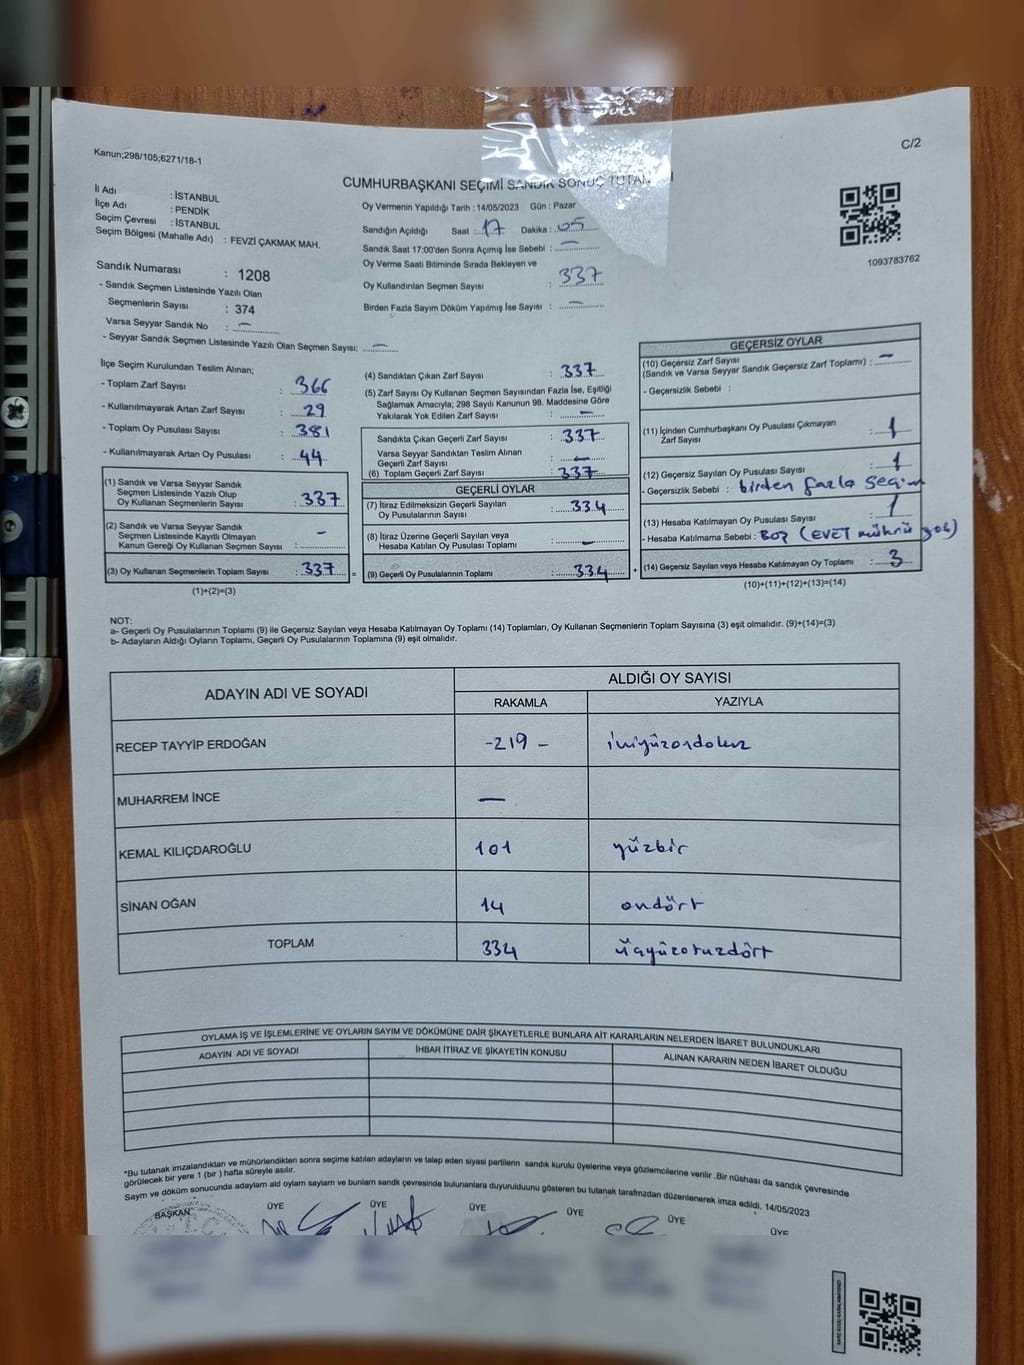 C/2
Kanun;298/105;6271/18-1
CUMHURBAŞKANI SEÇİMİ SANDIK SONUÇ TUTAN
İl Adı : İSTANBUL
İlçe Adı : PENDİK
Seçim Çevresi : İSTANBUL
Seçim Bölgesi (Mahalle Adı) : FEVZİ ÇAKMAK MAH.
Oy Vermenin Yapıldığı Tarih : 14/05/2023 Gün : Pazar
Sandığın Açıldığı Saat : 17 Dakika : 05
Sandık Saat 17:00'den Sonra Açımış İse Sebebi : —
Oy Verme Saati Bitiminde Sırada Bekleyen ve
Oy Kullandırılan Seçmen Sayısı : 337
Birden Fazla Sayım Döküm Yapılmış İse Sayısı : —
1093783762
Sandık Numarası : 1208
- Sandık Seçmen Listesinde Yazılı Olan
Seçmenlerin Sayısı : 374
Varsa Seyyar Sandık No : —
- Seyyar Sandık Seçmen Listesinde Yazılı Olan Seçmen Sayısı: —
İlçe Seçim Kurulundan Teslim Alınan;
- Toplam Zarf Sayısı : 366
- Kullanılmayarak Artan Zarf Sayısı : 29
- Toplam Oy Pusulası Sayısı : 381
- Kullanılmayarak Artan Oy Pusulası : 44
(1) Sandık ve Varsa Seyyar Sandık
Seçmen Listesinde Yazılı Olup
Oy Kullanan Seçmenlerin Sayısı : 337
(2) Sandık ve Varsa Seyyar Sandık
Seçmen Listesinde Kayıtlı Olmayan
Kanun Gereği Oy Kullanan Seçmen Sayısı : —
(3) Oy Kullanan Seçmenlerin Toplam Sayısı : 337 =
(1)+(2)=(3)
(4) Sandıktan Çıkan Zarf Sayısı : 337
(5) Zarf Sayısı Oy Kullanan Seçmen Sayısından Fazla İse, Eşitliği
Sağlamak Amacıyla; 298 Sayılı Kanunun 98. Maddesine Göre
Yakılarak Yok Edilen Zarf Sayısı : —
Sandıkta Çıkan Geçerli Zarf Sayısı : 337
Varsa Seyyar Sandıktan Teslim Alınan
Geçerli Zarf Sayısı : —
(6) Toplam Geçerli Zarf Sayısı : 337
GEÇERLİ OYLAR
(7) İtiraz Edilmeksizin Geçerli Sayılan
Oy Pusulalarının Sayısı : 334
(8) İtiraz Üzerine Geçerli Sayılan veya
Hesaba Katılan Oy Pusulası Toplamı : —
(9) Geçerli Oy Pusulalarının Toplamı : 334 +
GEÇERSİZ OYLAR
(10) Geçersiz Zarf Sayısı
(Sandık ve Varsa Seyyar Sandık Geçersiz Zarf Toplamı) : —
- Geçersizlik Sebebi :
(11) İçinden Cumhurbaşkanı Oy Pusulası Çıkmayan
Zarf Sayısı : 1
(12) Geçersiz Sayılan Oy Pusulası Sayısı : 1
- Geçersizlik Sebebi : birden fazla seçim
(13) Hesaba Katılmayan Oy Pusulası Sayısı : 1
- Hesaba Katılmama Sebebi : Boş (EVET mührü yok)
(14) Geçersiz Sayılan veya Hesaba Katılmayan Oy Toplamı : 3
(10)+(11)+(12)+(13)=(14)
NOT:
a- Geçerli Oy Pusulalarının Toplamı (9) ile Geçersiz Sayılan veya Hesaba Katılmayan Oy Toplamı (14) Toplamları, Oy Kullanan Seçmenlerin Toplam Sayısına (3) eşit olmalıdır. (9)+(14)=(3)
b- Adayların Aldığı Oyların Toplamı, Geçerli Oy Pusulalarının Toplamına (9) eşit olmalıdır.
ADAYIN ADI VE SOYADI ALDIĞI OY SAYISI
RAKAMLA YAZIYLA
RECEP TAYYİP ERDOĞAN -219- ikiyüzondokuz
MUHARREM İNCE —
KEMAL KILIÇDAROĞLU 101 yüzbir
SİNAN OĞAN 14 ondört
TOPLAM 334 üçyüzotuzdört
OYLAMA İŞ VE İŞLEMLERİNE VE OYLARIN SAYIM VE DÖKÜMÜNE DAİR ŞİKAYETLERLE BUNLARA AİT KARARLARIN NELERDEN İBARET BULUNDUKLARI
ADAYIN ADI VE SOYADI İHBAR İTİRAZ VE ŞİKAYETİN KONUSU ALINAN KARARIN NEDEN İBARET OLDUĞU
*Bu tutanak imzalandıktan ve mühürlendikten sonra seçime katılan adayların ve talep eden siyasi partilerin sandık kurulu üyelerine veya gözlemcilerine verilir .Bir nüshası da sandık çevresinde
görülecek bir yere 1 (bir ) hafta süreyle asılır.
Sayım ve döküm sonucunda adayların aldı oyların sayların ve bunların sandık çevresinde bulunanlara duyurulduunu gösteren bu tutanak tarafınzdan düzenlenerek imza edildi. 14/05/2023
BAŞKAN ÜYE ÜYE ÜYE ÜYE ÜYE ÜYE